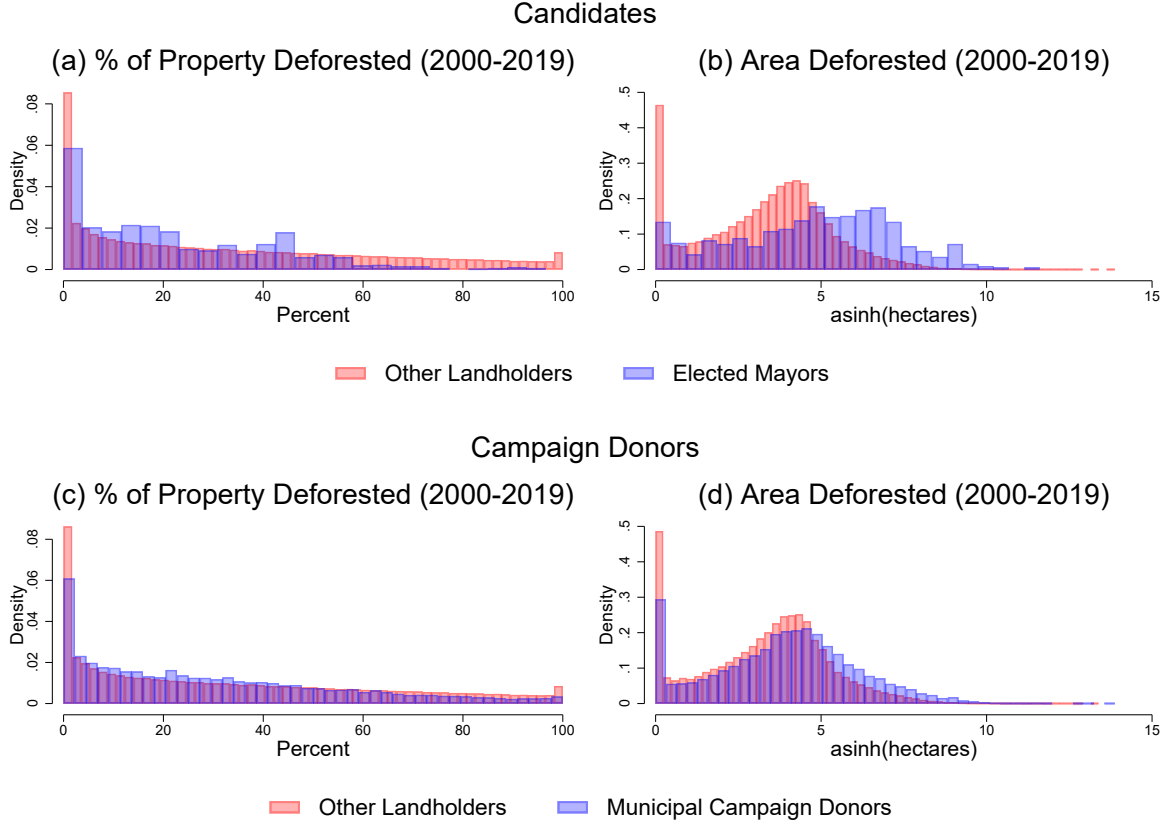 Candidates
(a) % of Property Deforested (2000-2019)
Density
0 .02 .04 .06 .08
0 20 40 60 80 100
Percent
(b) Area Deforested (2000-2019)
Density
0 .1 .2 .3 .4 .5
0 5 10 15
asinh(hectares)
Other Landholders Elected Mayors
Campaign Donors
(c) % of Property Deforested (2000-2019)
Density
0 .02 .04 .06 .08
0 20 40 60 80 100
Percent
(d) Area Deforested (2000-2019)
Density
0 .1 .2 .3 .4 .5
0 5 10 15
asinh(hectares)
Other Landholders Municipal Campaign Donors